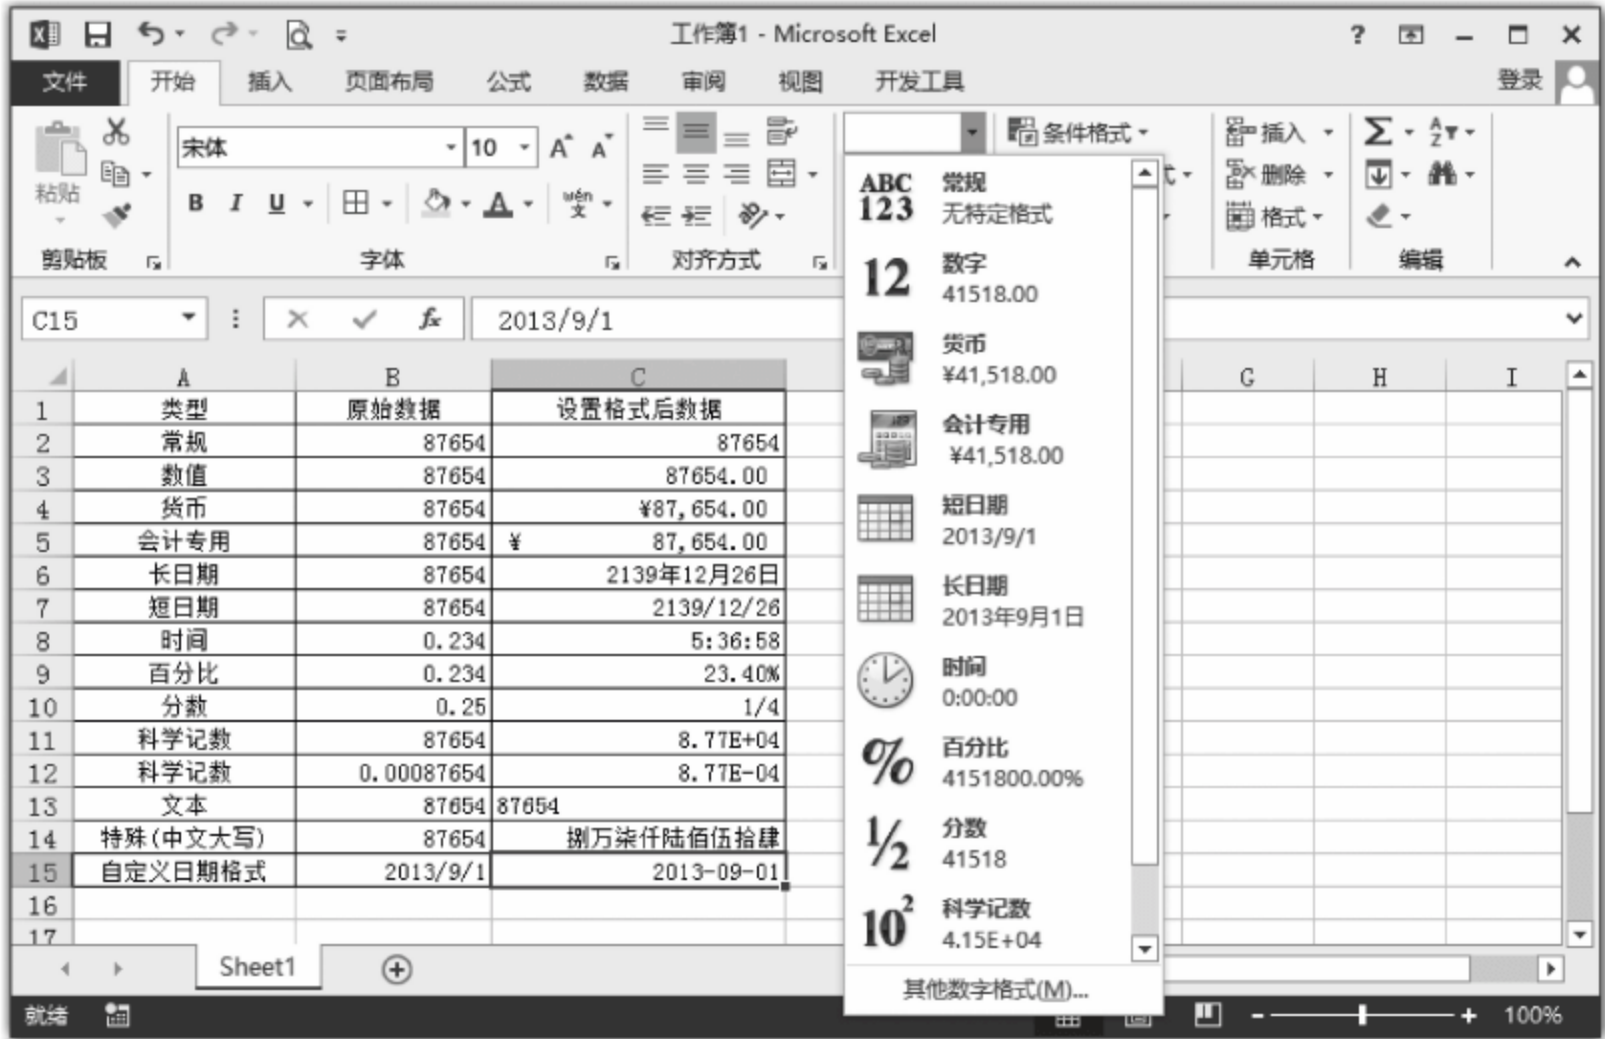 工作簿1 - Microsoft Excel
文件 开始 插入 页面布局 公式 数据 审阅 视图 开发工具 登录
宋体 10 条件格式 插入
粘贴 删除
B I U wén 文 格式
剪贴板 字体 对齐方式 单元格 编辑
C15 fx 2013/9/1
A B C G H I
1 类型 原始数据 设置格式后数据
2 常规 87654 87654
3 数值 87654 87654.00
4 货币 87654 ¥87,654.00
5 会计专用 87654 ¥ 87,654.00
6 长日期 87654 2139年12月26日
7 短日期 87654 2139/12/26
8 时间 0.234 5:36:58
9 百分比 0.234 23.40%
10 分数 0.25 1/4
11 科学记数 87654 8.77E+04
12 科学记数 0.00087654 8.77E-04
13 文本 87654 87654
14 特殊(中文大写) 87654 捌万柒仟陆佰伍拾肆
15 自定义日期格式 2013/9/1 2013-09-01
16
17
ABC 123 常规
无特定格式
12 数字
41518.00
货币
¥41,518.00
会计专用
¥41,518.00
短日期
2013/9/1
长日期
2013年9月1日
时间
0:00:00
% 百分比
4151800.00%
½ 分数
41518
10² 科学记数
4.15E+04
其他数字格式(M)...
Sheet1
就绪 100%